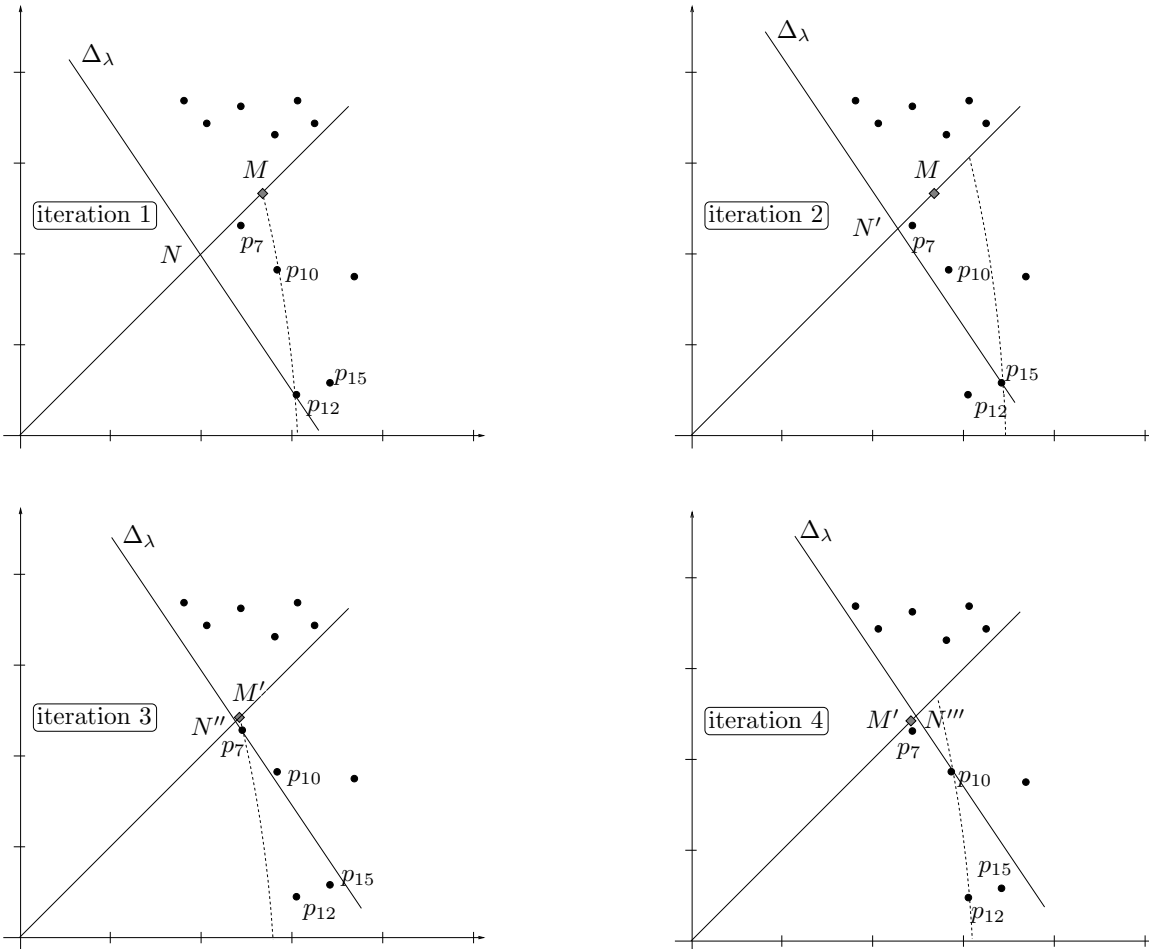 Δλ
M
iteration 1
N
p7
p10
p15
p12
Δλ
M
iteration 2
N′
p7
p10
p15
p12
Δλ
M′
iteration 3
N″
p7
p10
p15
p12
Δλ
iteration 4
M′ N‴
p7
p10
p15
p12